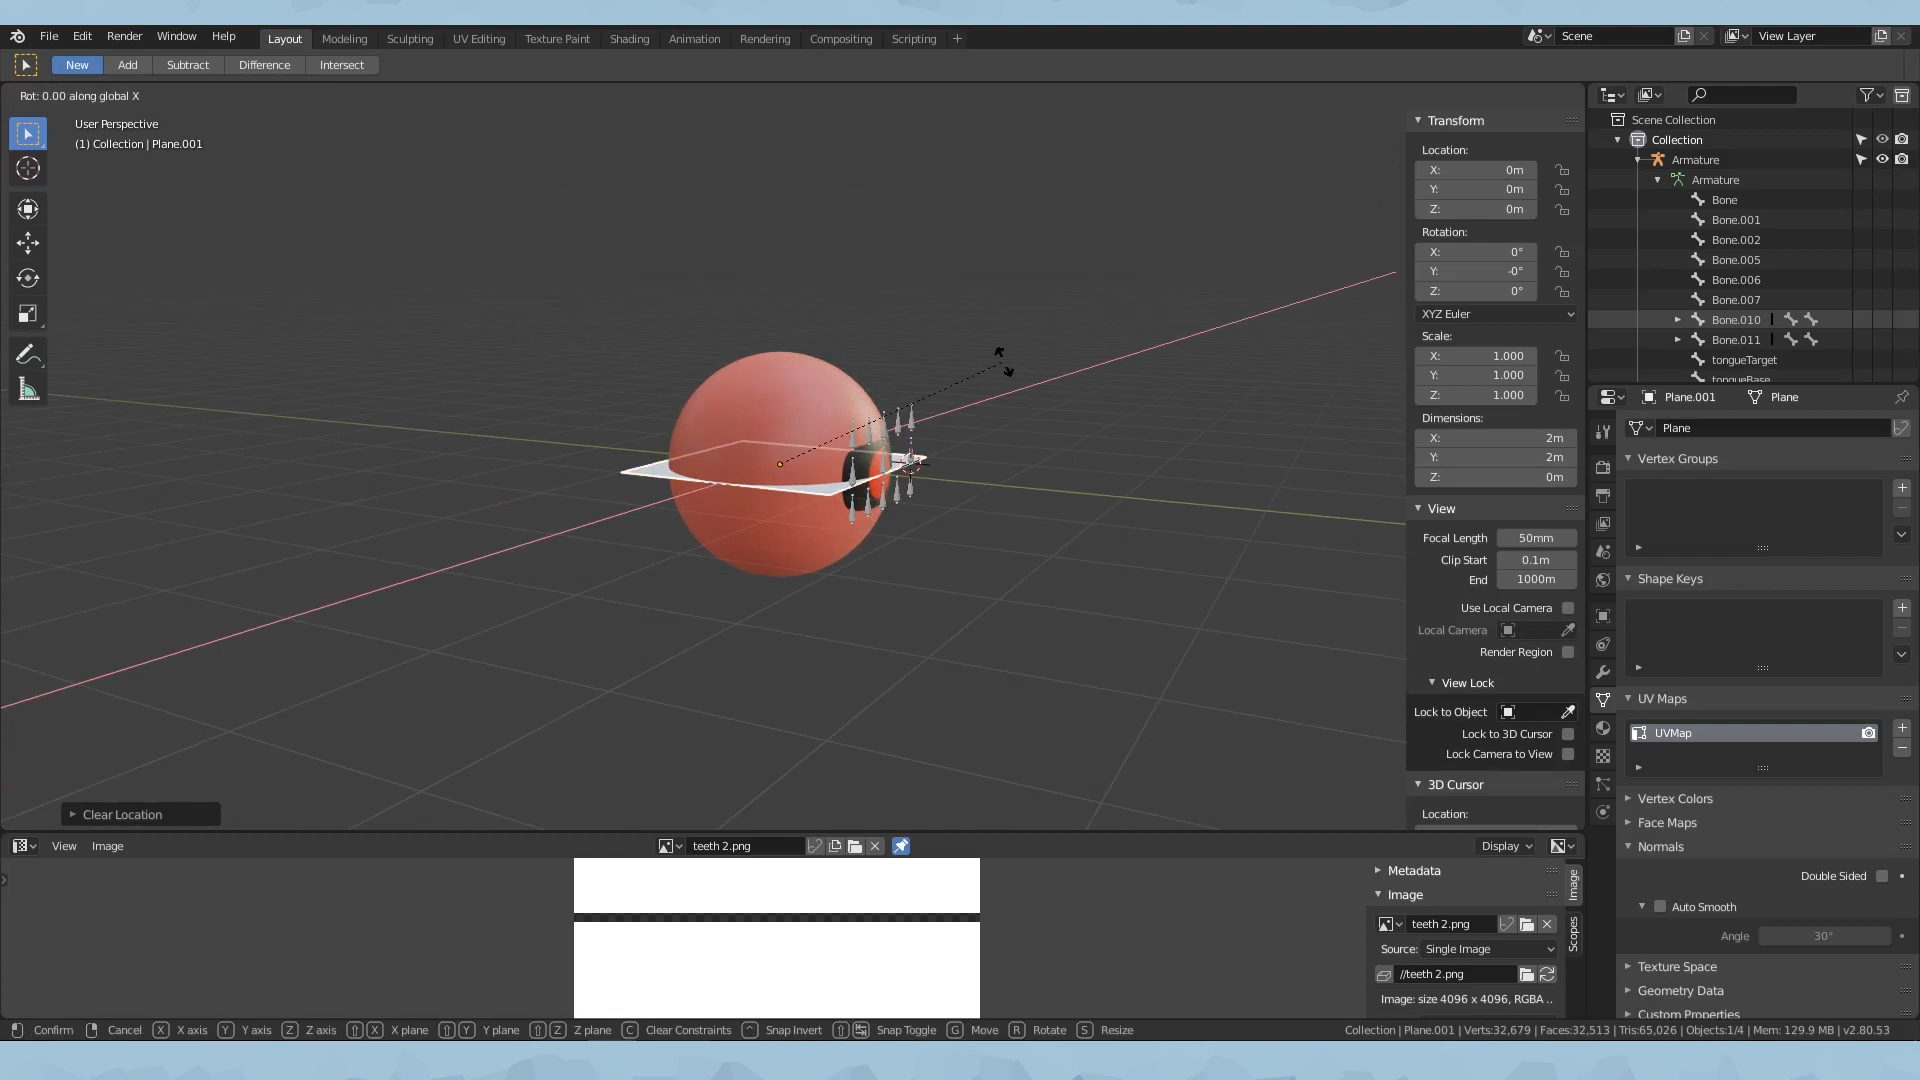 File Edit Render Window Help
Layout Modeling Sculpting UV Editing Texture Paint Shading Animation Rendering Compositing Scripting +
Scene
View Layer
New Add Subtract Difference Intersect
Rot: 0.00 along global X
User Perspective
(1) Collection | Plane.001
Clear Location
Transform
Location:
X: 0m
Y: 0m
Z: 0m
Rotation:
X: 0°
Y: -0°
Z: 0°
XYZ Euler
Scale:
X: 1.000
Y: 1.000
Z: 1.000
Dimensions:
X: 2m
Y: 2m
Z: 0m
View
Focal Length 50mm
Clip Start 0.1m
End 1000m
Use Local Camera
Local Camera
Render Region
View Lock
Lock to Object
Lock to 3D Cursor
Lock Camera to View
3D Cursor
Location:
Scene Collection
Collection
Armature
Armature
Bone
Bone.001
Bone.002
Bone.005
Bone.006
Bone.007
Bone.010
Bone.011
tongueTarget
tongueBase
Plane.001 Plane
Plane
Vertex Groups
Shape Keys
UV Maps
UVMap
Vertex Colors
Face Maps
Normals
Double Sided
Auto Smooth
Angle 30°
Texture Space
Geometry Data
Custom Properties
View Image
teeth 2.png
Display
Metadata
Image
teeth 2.png
Source: Single Image
//teeth 2.png
Image: size 4096 x 4096, RGBA ..
Image
Scopes
Confirm Cancel X X axis Y Y axis Z Z axis X X plane Y Y plane Z Z plane C Clear Constraints ^ Snap Invert Snap Toggle G Move R Rotate S Resize
Collection | Plane.001 | Verts:32,679 | Faces:32,513 | Tris:65,026 | Objects:1/4 | Mem: 129.9 MB | v2.80.53